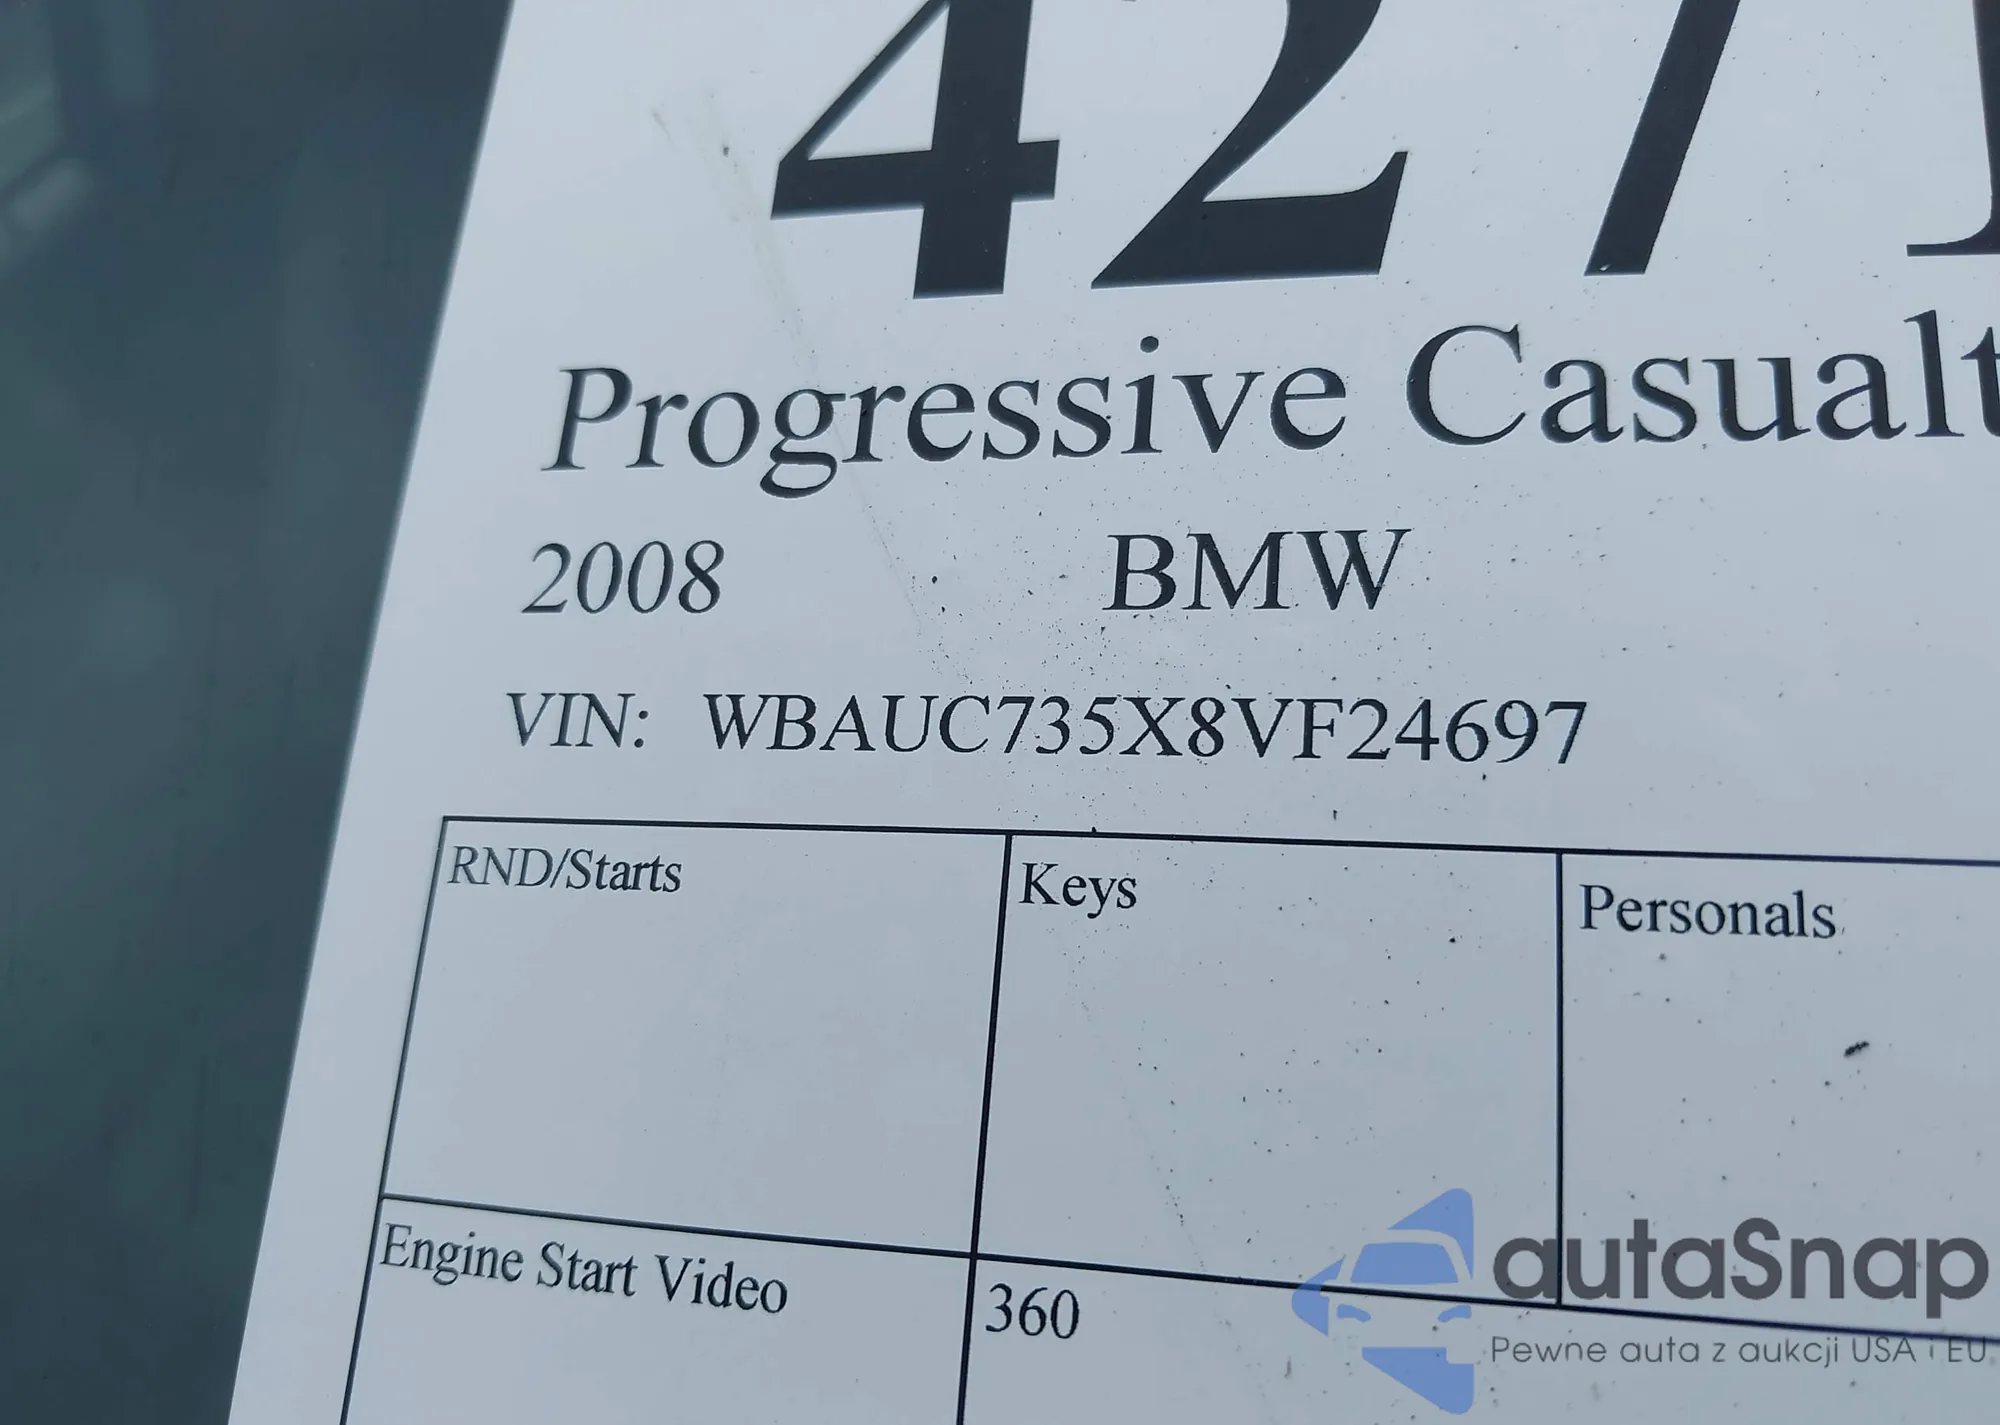 4271
Progressive Casualt
2008 BMW
VIN: WBAUC735X8VF24697
RND/Starts Keys Personals
Engine Start Video 360
autaSnap
Pewne auta z aukcji USA i EU.